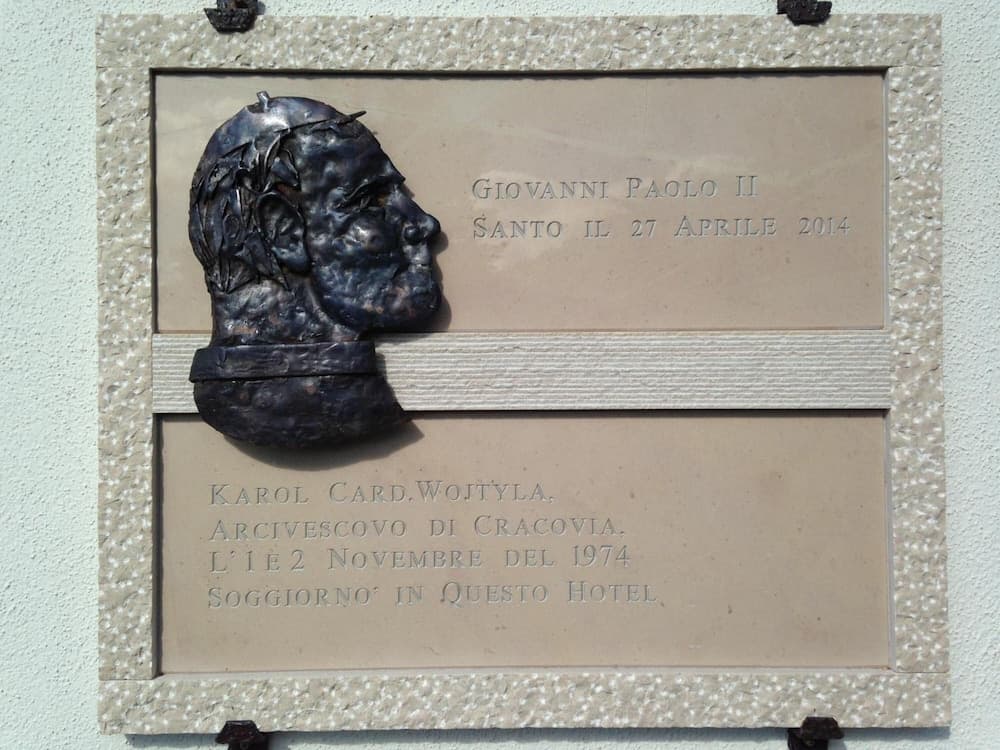 GIOVANNI PAOLO II
SANTO IL 27 APRILE 2014
KAROL CARD. WOJTYLA,
ARCIVESCOVO DI CRACOVIA,
L'1 E 2 NOVEMBRE DEL 1974
SOGGIORNO' IN QUESTO HOTEL